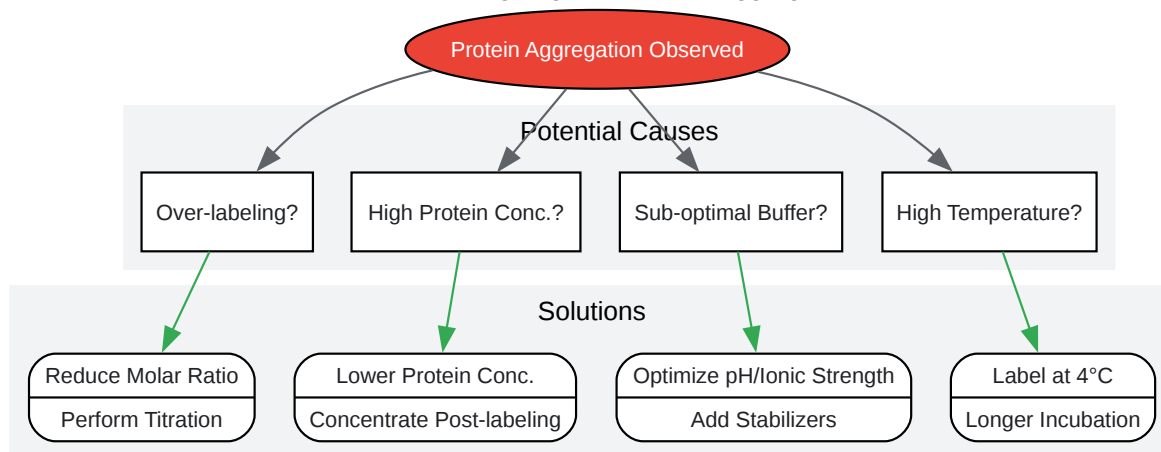 Protein Aggregation Observed
Potential Causes
Over-labeling?
High Protein Conc.?
Sub-optimal Buffer?
High Temperature?
Solutions
Reduce Molar Ratio
Perform Titration
Lower Protein Conc.
Concentrate Post-labeling
Optimize pH/Ionic Strength
Add Stabilizers
Label at 4°C
Longer Incubation